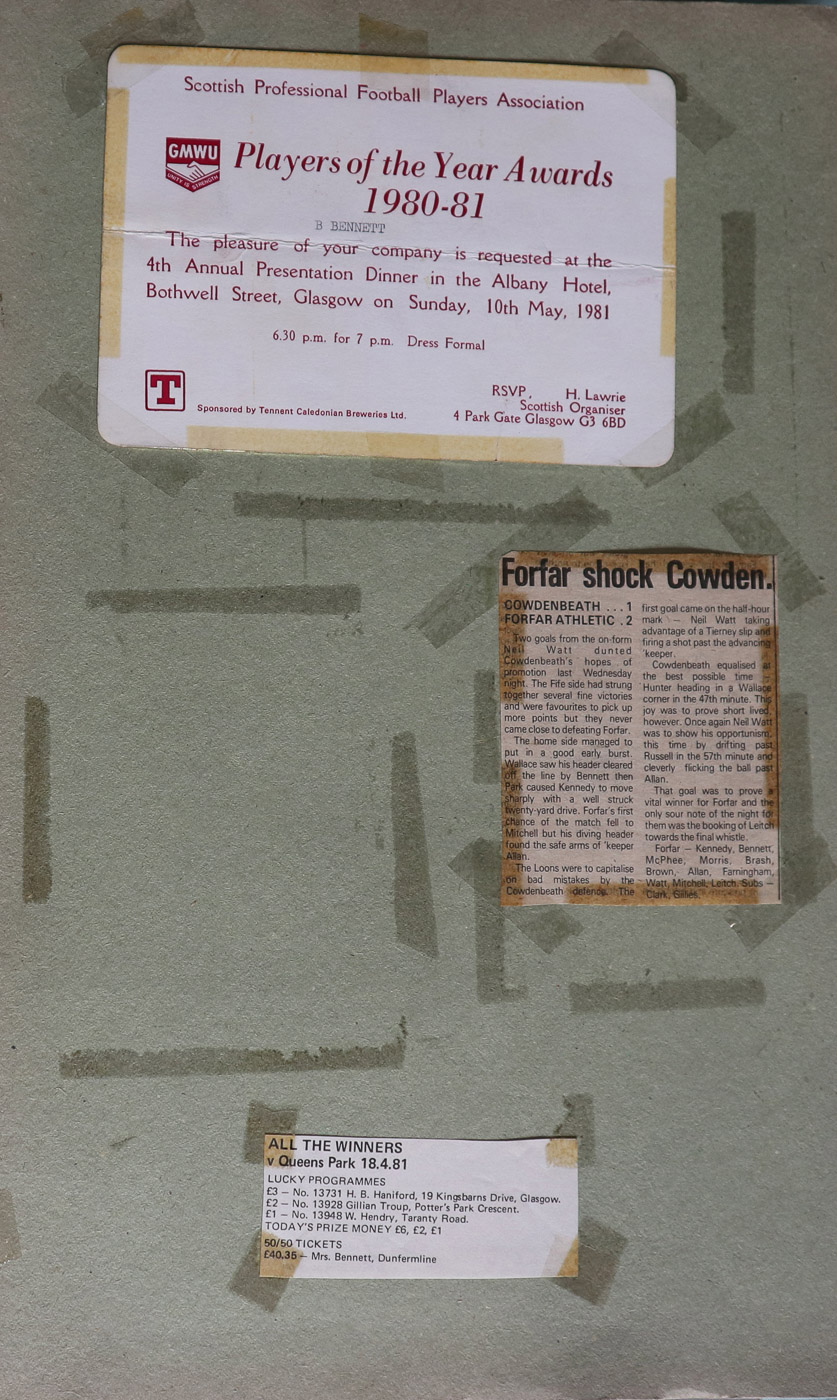 Scottish Professional Football Players Association
GMWU
UNITY IS STRENGTH
Players of the Year Awards
1980-81
B BENNETT
The pleasure of your company is requested at the
4th Annual Presentation Dinner in the Albany Hotel,
Bothwell Street, Glasgow on Sunday, 10th May, 1981
6.30 p.m. for 7 p.m. Dress Formal
T
Sponsored by Tennent Caledonian Breweries Ltd.
RSVP, H. Lawrie
Scottish Organiser
4 Park Gate Glasgow G3 6BD
Forfar shock Cowden.
COWDENBEATH ... 1
FORFAR ATHLETIC . 2
Two goals from the on-form
Neil Watt dunted
Cowdenbeath's hopes of
promotion last Wednesday
night. The Fife side had strung
together several fine victories
and were favourites to pick up
more points but they never
came close to defeating Forfar.
The home side managed to
put in a good early burst.
Wallace saw his header cleared
off the line by Bennett then
Park caused Kennedy to move
sharply with a well struck
twenty-yard drive. Forfar's first
chance of the match fell to
Mitchell but his diving header
found the safe arms of 'keeper
Allan.
The Loons were to capitalise
on bad mistakes by the
Cowdenbeath defence. The
first goal came on the half-hour
mark — Neil Watt taking
advantage of a Tierney slip and
firing a shot past the advancing
'keeper.
Cowdenbeath equalised at
the best possible time —
Hunter heading in a Wallace
corner in the 47th minute. This
joy was to prove short lived,
however. Once again Neil Watt
was to show his opportunism,
this time by drifting past
Russell in the 57th minute and
cleverly flicking the ball past
Allan.
That goal was to prove a
vital winner for Forfar and the
only sour note of the night for
them was the booking of Leitch
towards the final whistle.
Forfar — Kennedy, Bennett,
McPhee, Morris, Brash,
Brown, Allan, Farningham,
Watt, Mitchell, Leitch. Subs —
Clark, Gillies.
ALL THE WINNERS
v Queens Park 18.4.81
LUCKY PROGRAMMES
£3 — No. 13731 H. B. Haniford, 19 Kingsbarns Drive, Glasgow.
£2 — No. 13928 Gillian Troup, Potter's Park Crescent.
£1 — No. 13948 W. Hendry, Taranty Road.
TODAY'S PRIZE MONEY £6, £2, £1
50/50 TICKETS
£40.35 — Mrs. Bennett, Dunfermline